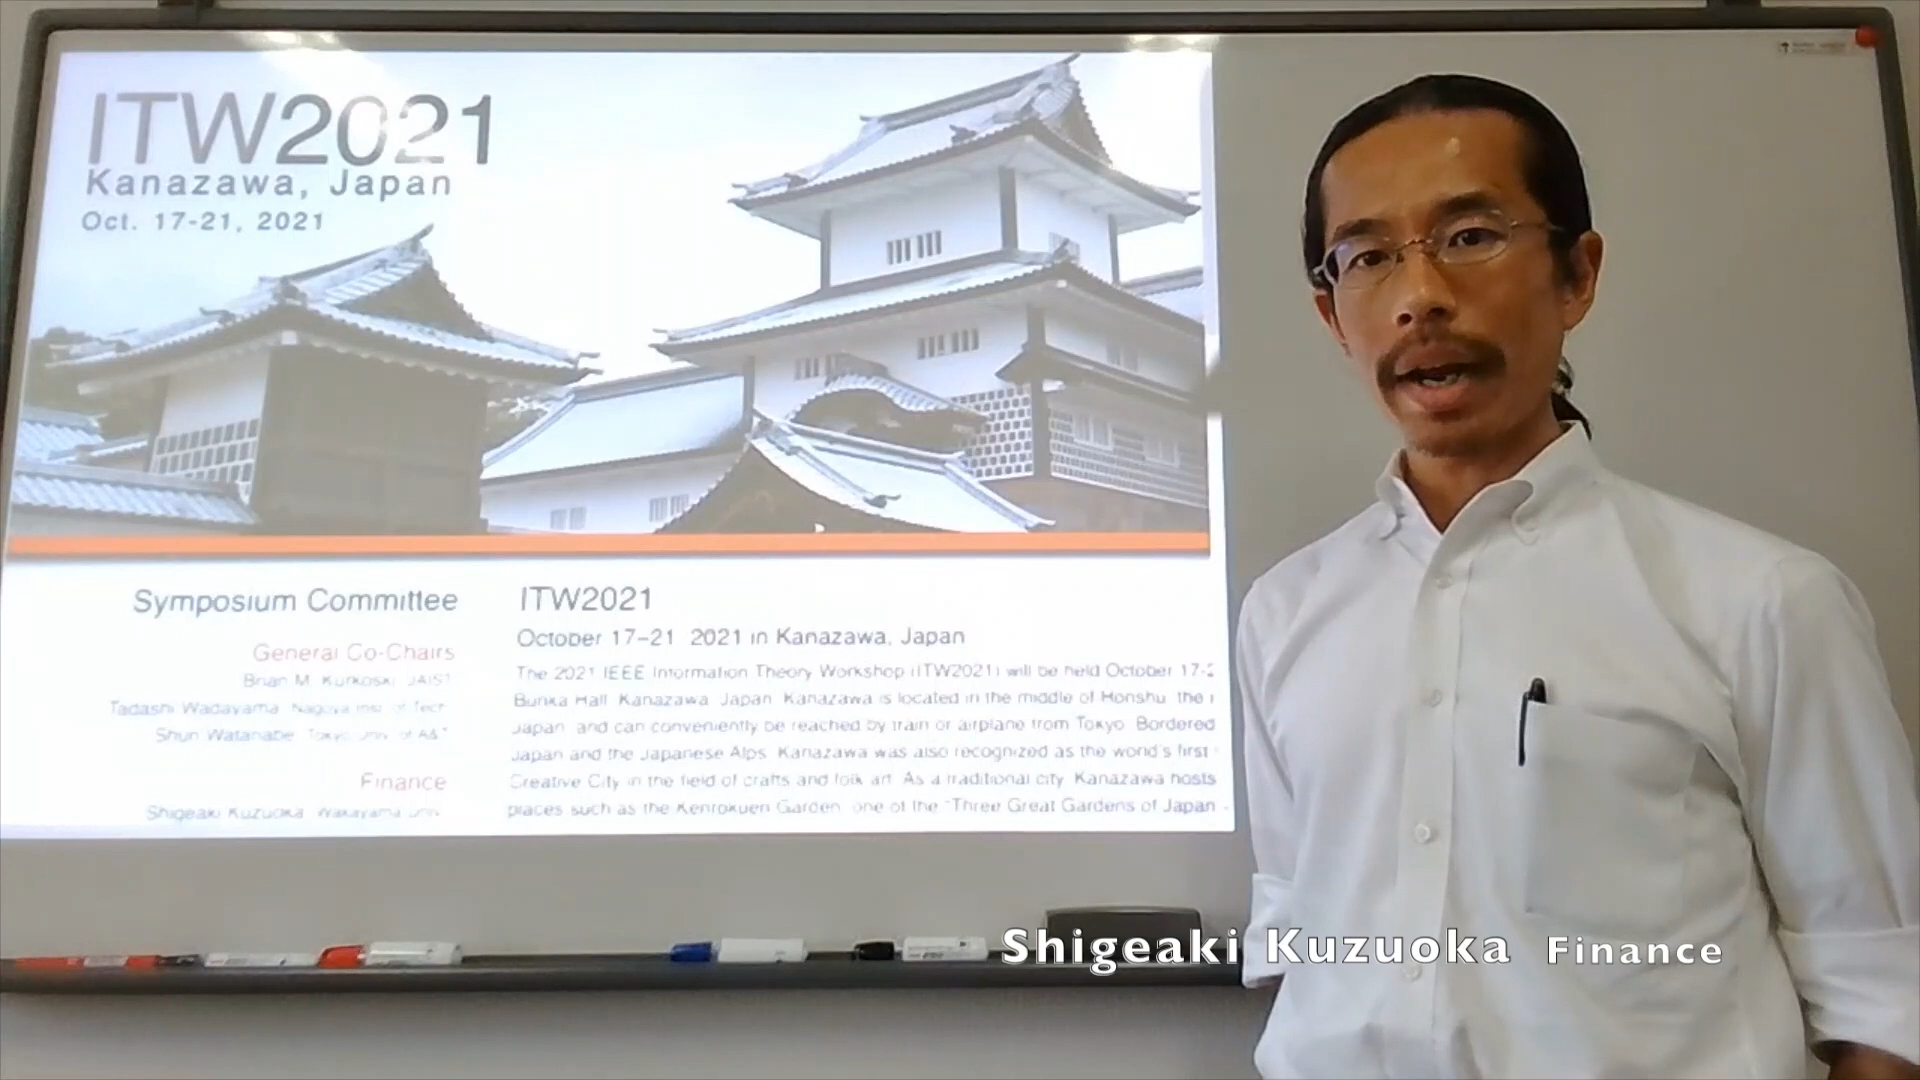 ITW2021
Kanazawa, Japan
Oct. 17-21, 2021
Symposium Committee
General Co-Chairs
Brian M. Kurkoski, JAIST
Tadashi Wadayama, Nagoya Inst. of Tech.
Shun Watanabe, Tokyo Univ. of A&T
Finance
Shigeaki Kuzuoka, Wakayama Univ.
ITW2021
October 17–21, 2021 in Kanazawa, Japan
The 2021 IEEE Information Theory Workshop (ITW2021) will be held October 17-2
Bunka Hall, Kanazawa, Japan. Kanazawa is located in the middle of Honshu, the
Japan, and can conveniently be reached by train or airplane from Tokyo. Bordered
Japan and the Japanese Alps, Kanazawa was also recognized as the world's first
Creative City in the field of crafts and folk art. As a traditional city, Kanazawa hosts
places such as the Kenrokuen Garden, one of the "Three Great Gardens of Japan
Shigeaki Kuzuoka Finance